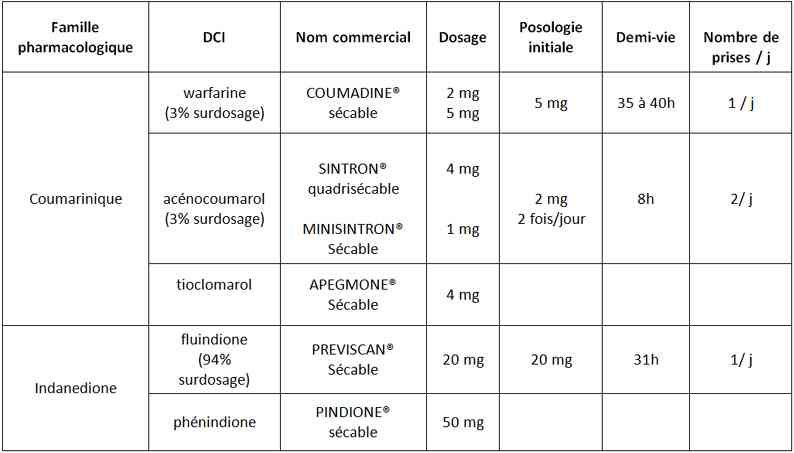 Famille
pharmacologique
DCI
Nom commercial
Dosage
Posologie
initiale
Demi-vie
Nombre de
prises / j
Coumarinique
warfarine
(3% surdosage)
COUMADINE®
sécable
2 mg
5 mg
5 mg
35 à 40h
1 / j
acénocoumarol
(3% surdosage)
SINTRON®
quadrisécable
MINISINTRON®
Sécable
4 mg
1 mg
2 mg
2 fois/jour
8h
2/ j
tioclomarol
APEGMONE®
Sécable
4 mg
Indanedione
fluindione
(94%
surdosage)
PREVISCAN®
Sécable
20 mg
20 mg
31h
1/ j
phénindione
PINDIONE®
sécable
50 mg